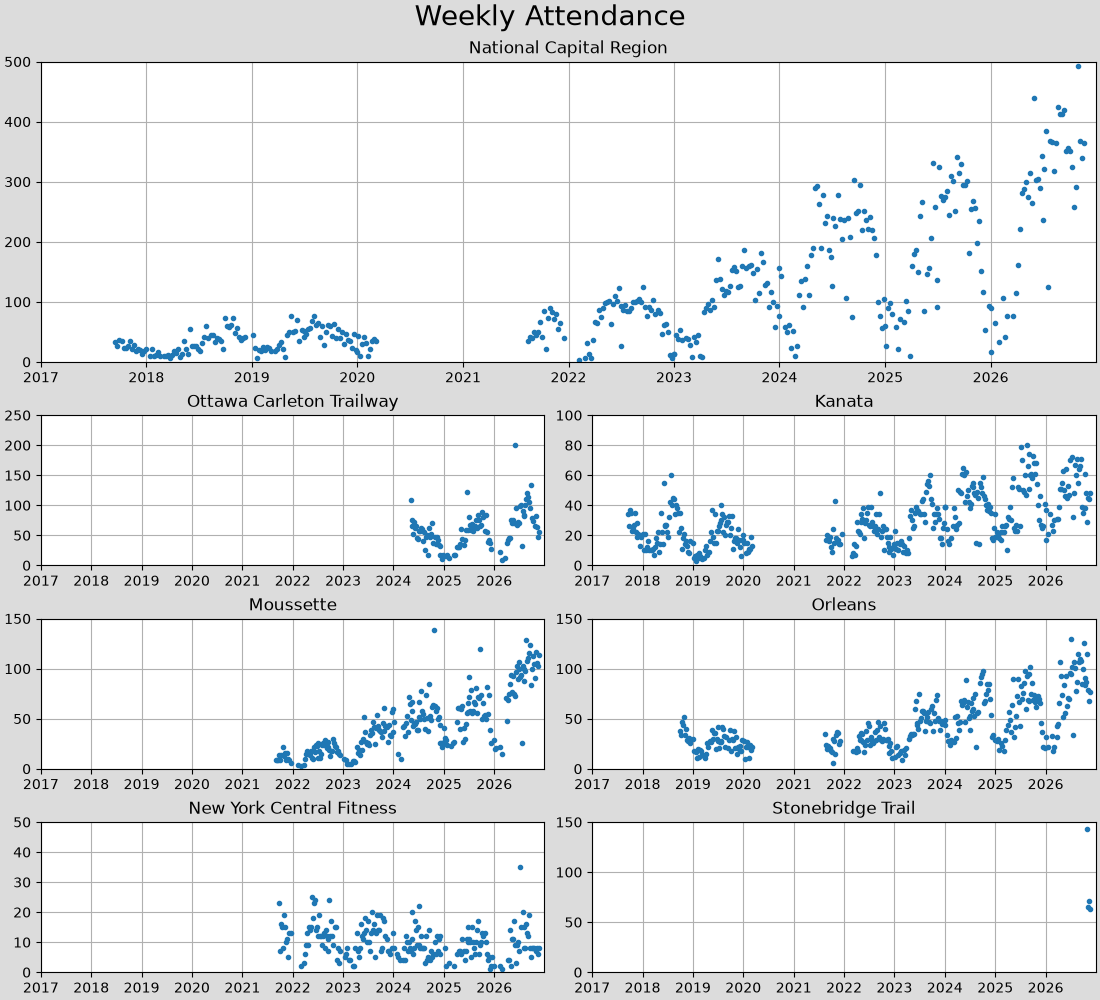 Weekly Attendance
National Capital Region
500
400
300
200
100
0
2017 2018 2019 2020 2021 2022 2023 2024 2025 2026
Ottawa Carleton Trailway
250
200
150
100
50
0
2017 2018 2019 2020 2021 2022 2023 2024 2025 2026
Kanata
100
80
60
40
20
0
2017 2018 2019 2020 2021 2022 2023 2024 2025 2026
Moussette
150
100
50
0
2017 2018 2019 2020 2021 2022 2023 2024 2025 2026
Orleans
150
100
50
0
2017 2018 2019 2020 2021 2022 2023 2024 2025 2026
New York Central Fitness
50
40
30
20
10
0
2017 2018 2019 2020 2021 2022 2023 2024 2025 2026
Stonebridge Trail
150
100
50
0
2017 2018 2019 2020 2021 2022 2023 2024 2025 2026